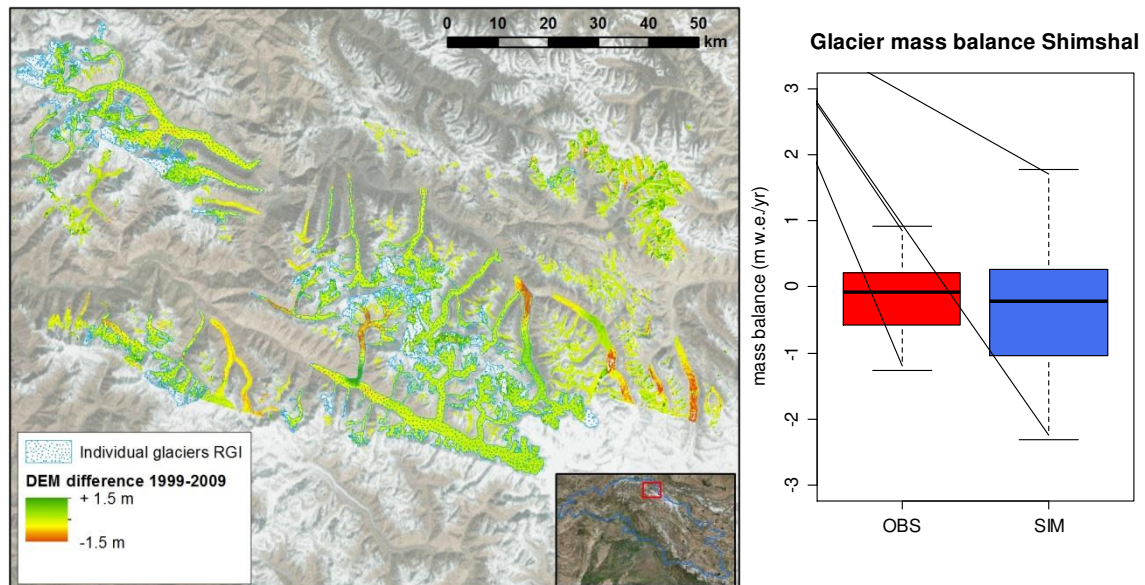 0 10 20 30 40 50
km
Individual glaciers RGI
DEM difference 1999-2009
+ 1.5 m
-1.5 m
Glacier mass balance Shimshal
mass balance (m w.e./yr)
3
2
1
0
-1
-2
-3
OBS SIM